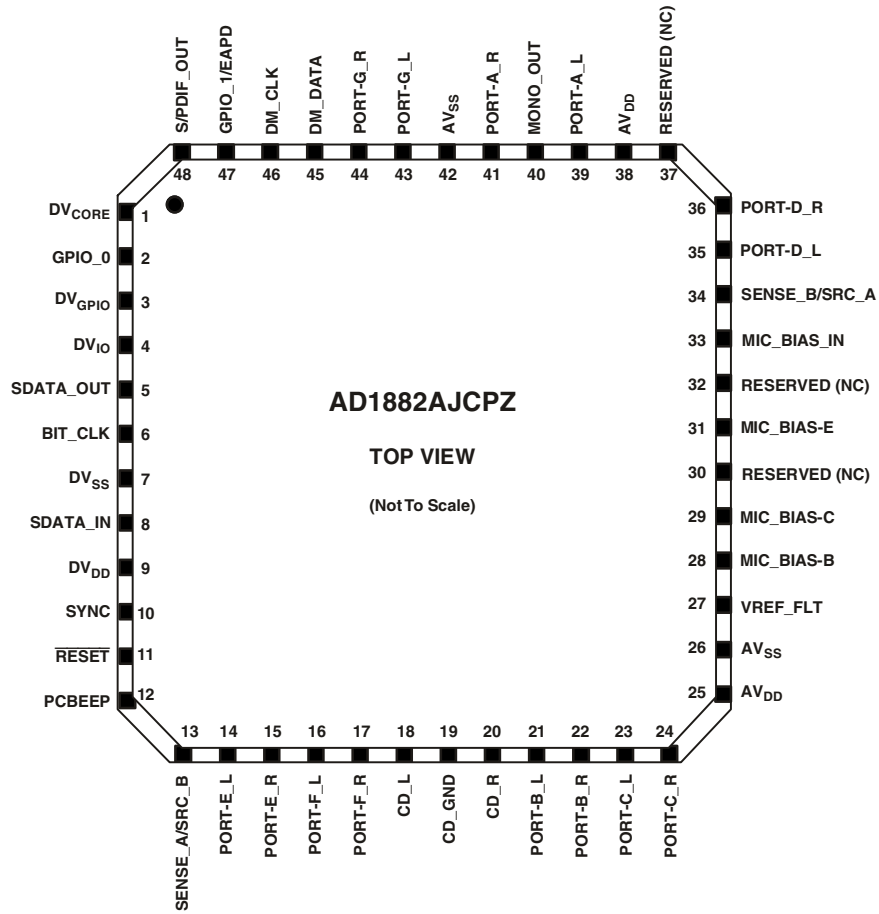 S/PDIF_OUT
GPIO_1/EAPD
DM_CLK
DM_DATA
PORT-G_R
PORT-G_L
AVSS
PORT-A_R
MONO_OUT
PORT-A_L
AVDD
RESERVED (NC)
48 47 46 45 44 43 42 41 40 39 38 37
DVCORE 1
GPIO_0 2
DVGPIO 3
DVIO 4
SDATA_OUT 5
BIT_CLK 6
DVSS 7
SDATA_IN 8
DVDD 9
SYNC 10
RESET 11
PCBEEP 12
AD1882AJCPZ
TOP VIEW
(Not To Scale)
36 PORT-D_R
35 PORT-D_L
34 SENSE_B/SRC_A
33 MIC_BIAS_IN
32 RESERVED (NC)
31 MIC_BIAS-E
30 RESERVED (NC)
29 MIC_BIAS-C
28 MIC_BIAS-B
27 VREF_FLT
26 AVSS
25 AVDD
13 14 15 16 17 18 19 20 21 22 23 24
SENSE_A/SRC_B
PORT-E_L
PORT-E_R
PORT-F_L
PORT-F_R
CD_L
CD_GND
CD_R
PORT-B_L
PORT-B_R
PORT-C_L
PORT-C_R